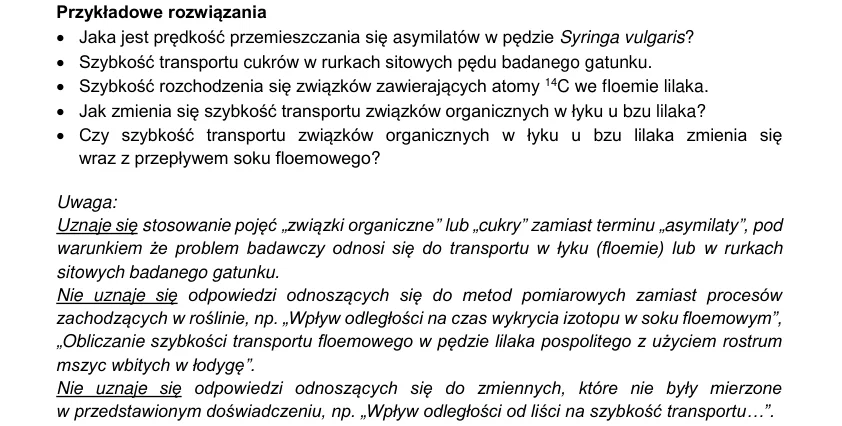 Przykładowe rozwiązania
• Jaka jest prędkość przemieszczania się asymilatów w pędzie Syringa vulgaris?
• Szybkość transportu cukrów w rurkach sitowych pędu badanego gatunku.
• Szybkość rozchodzenia się związków zawierających atomy ¹⁴C we floemie lilaka.
• Jak zmienia się szybkość transportu związków organicznych w łyku u bzu lilaka?
• Czy szybkość transportu związków organicznych w łyku u bzu lilaka zmienia się
wraz z przepływem soku floemowego?
Uwaga:
Uznaje się stosowanie pojęć „związki organiczne” lub „cukry” zamiast terminu „asymilaty”, pod
warunkiem że problem badawczy odnosi się do transportu w łyku (floemie) lub w rurkach
sitowych badanego gatunku.
Nie uznaje się odpowiedzi odnoszących się do metod pomiarowych zamiast procesów
zachodzących w roślinie, np. „Wpływ odległości na czas wykrycia izotopu w soku floemowym”,
„Obliczanie szybkości transportu floemowego w pędzie lilaka pospolitego z użyciem rostrum
mszyc wbitych w łodygę”.
Nie uznaje się odpowiedzi odnoszących się do zmiennych, które nie były mierzone
w przedstawionym doświadczeniu, np. „Wpływ odległości od liści na szybkość transportu…”.